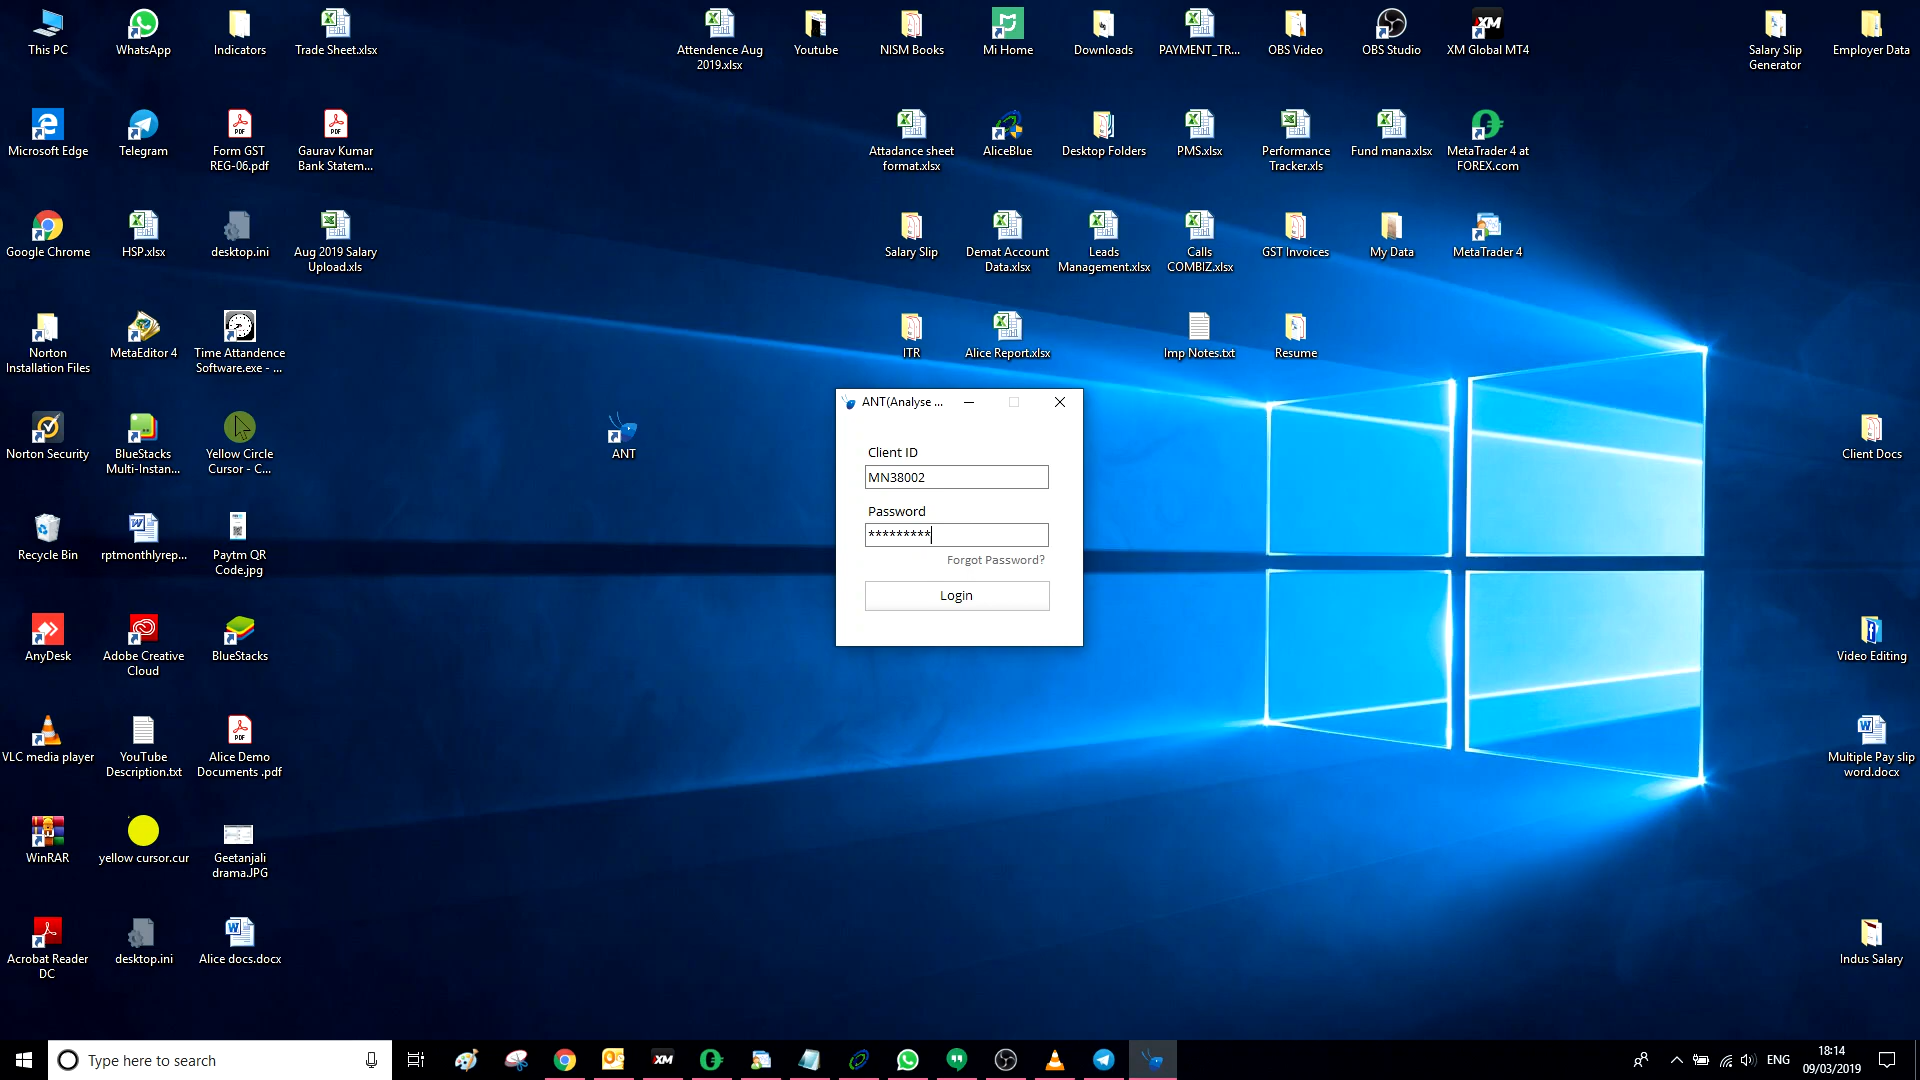 This PC
WhatsApp
Indicators
Trade Sheet.xlsx
Attendence Aug
2019.xlsx
Youtube
NISM Books
Mi Home
Downloads
PAYMENT_TR...
OBS Video
OBS Studio
XM Global MT4
Salary Slip
Generator
Employer Data
Microsoft Edge
Telegram
Form GST
REG-06.pdf
Gaurav Kumar
Bank Statem...
Attadance sheet
format.xlsx
AliceBlue
Desktop Folders
PMS.xlsx
Performance
Tracker.xls
Fund mana.xlsx
MetaTrader 4 at
FOREX.com
Google Chrome
HSP.xlsx
desktop.ini
Aug 2019 Salary
Upload.xls
Salary Slip
Demat Account
Data.xlsx
Leads
Management.xlsx
Calls
COMBIZ.xlsx
GST Invoices
My Data
MetaTrader 4
Norton
Installation Files
MetaEditor 4
Time Attandence
Software.exe - ...
ITR
Alice Report.xlsx
Imp Notes.txt
Resume
Norton Security
BlueStacks
Multi-Instan...
Yellow Circle
Cursor - C...
ANT
ANT(Analyse ...
Client ID
MN38002
Password
*********
Forgot Password?
Login
Client Docs
Recycle Bin
rptmonthlyrep...
Paytm QR
Code.jpg
AnyDesk
Adobe Creative
Cloud
BlueStacks
Video Editing
VLC media player
YouTube
Description.txt
Alice Demo
Documents .pdf
Multiple Pay slip
word.docx
WinRAR
yellow cursor.cur
Geetanjali
drama.JPG
Acrobat Reader
DC
desktop.ini
Alice docs.docx
Indus Salary
Type here to search
XM
ENG
18:14
09/03/2019